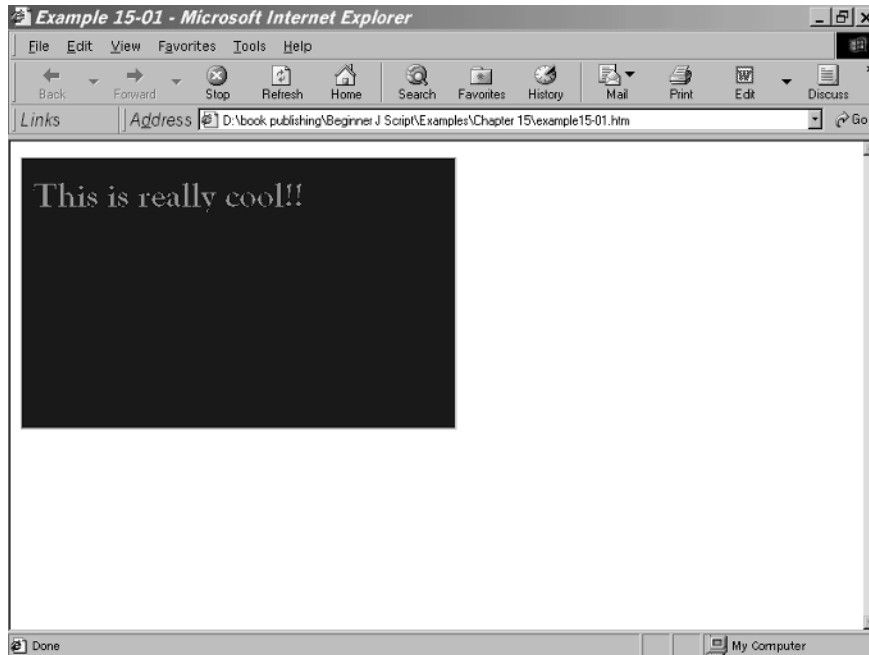 Example 15-01 - Microsoft Internet Explorer
File Edit View Favorites Tools Help
Back Forward Stop Refresh Home Search Favorites History Mail Print Edit Discuss
Links Address D:\book publishing\Beginner J Script\Examples\Chapter 15\example15-01.htm Go
This is really cool!!
Done My Computer